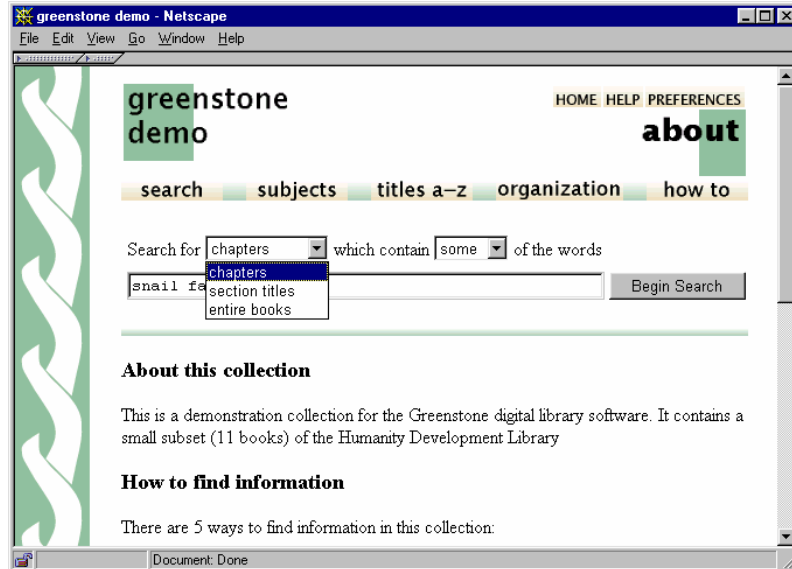 greenstone demo - Netscape
File Edit View Go Window Help
greenstone
demo
HOME HELP PREFERENCES
about
search subjects titles a–z organization how to
Search for chapters which contain some of the words
chapters
section titles
entire books
snail Begin Search
About this collection
This is a demonstration collection for the Greenstone digital library software. It contains a
small subset (11 books) of the Humanity Development Library
How to find information
There are 5 ways to find information in this collection:
Document: Done